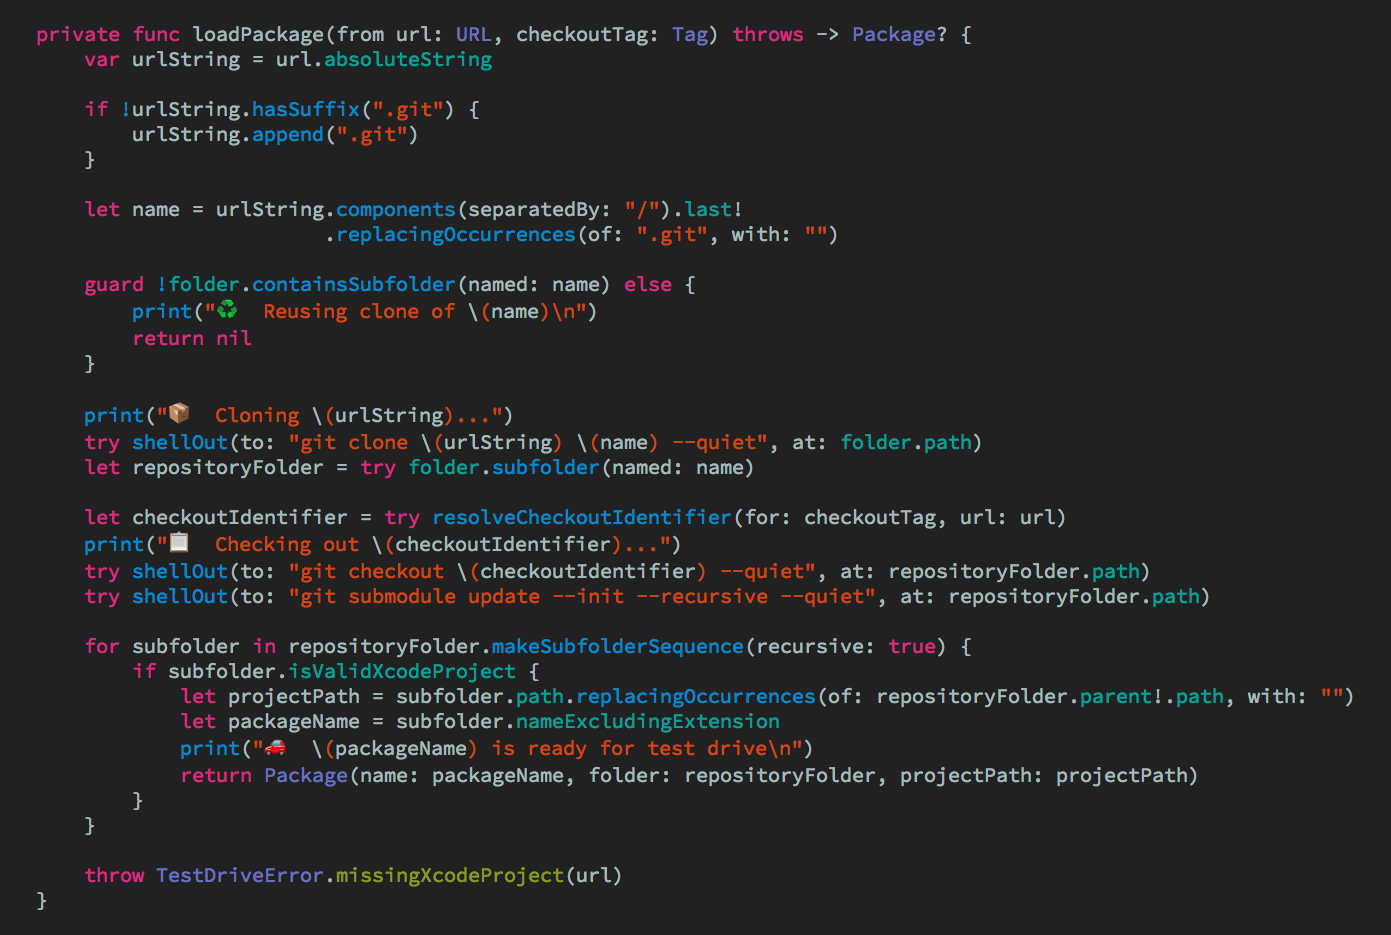 private func loadPackage(from url: URL, checkoutTag: Tag) throws -> Package? {
    var urlString = url.absoluteString

    if !urlString.hasSuffix(".git") {
        urlString.append(".git")
    }

    let name = urlString.components(separatedBy: "/").last!
                        .replacingOccurrences(of: ".git", with: "")

    guard !folder.containsSubfolder(named: name) else {
        print("♻️  Reusing clone of \(name)\n")
        return nil
    }

    print("📦  Cloning \(urlString)...")
    try shellOut(to: "git clone \(urlString) \(name) --quiet", at: folder.path)
    let repositoryFolder = try folder.subfolder(named: name)

    let checkoutIdentifier = try resolveCheckoutIdentifier(for: checkoutTag, url: url)
    print("📋  Checking out \(checkoutIdentifier)...")
    try shellOut(to: "git checkout \(checkoutIdentifier) --quiet", at: repositoryFolder.path)
    try shellOut(to: "git submodule update --init --recursive --quiet", at: repositoryFolder.path)

    for subfolder in repositoryFolder.makeSubfolderSequence(recursive: true) {
        if subfolder.isValidXcodeProject {
            let projectPath = subfolder.path.replacingOccurrences(of: repositoryFolder.parent!.path, with: "")
            let packageName = subfolder.nameExcludingExtension
            print("🚗  \(packageName) is ready for test drive\n")
            return Package(name: packageName, folder: repositoryFolder, projectPath: projectPath)
        }
    }

    throw TestDriveError.missingXcodeProject(url)
}